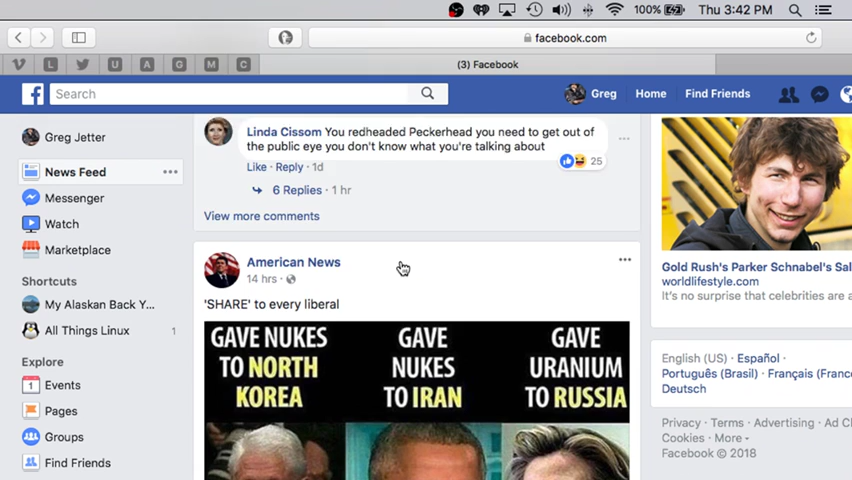 100% Thu 3:42 PM
facebook.com
L U A G M C (3) Facebook
f Search Greg Home Find Friends
Greg Jetter
News Feed
Messenger
Watch
Marketplace
Shortcuts
My Alaskan Back Y...
All Things Linux 1
Explore
Events
Pages
Groups
Find Friends
Linda Cissom You redheaded Peckerhead you need to get out of
the public eye you don't know what you're talking about
Like · Reply · 1d
25
6 Replies · 1 hr
View more comments
American News
14 hrs ·
'SHARE' to every liberal
GAVE NUKES
TO NORTH
KOREA
GAVE
NUKES
TO IRAN
GAVE
URANIUM
TO RUSSIA
Gold Rush's Parker Schnabel's Sal
worldlifestyle.com
It's no surprise that celebrities are a
English (US) · Español ·
Português (Brasil) · Français (France
Deutsch
Privacy · Terms · Advertising · Ad Cl
Cookies · More
Facebook © 2018